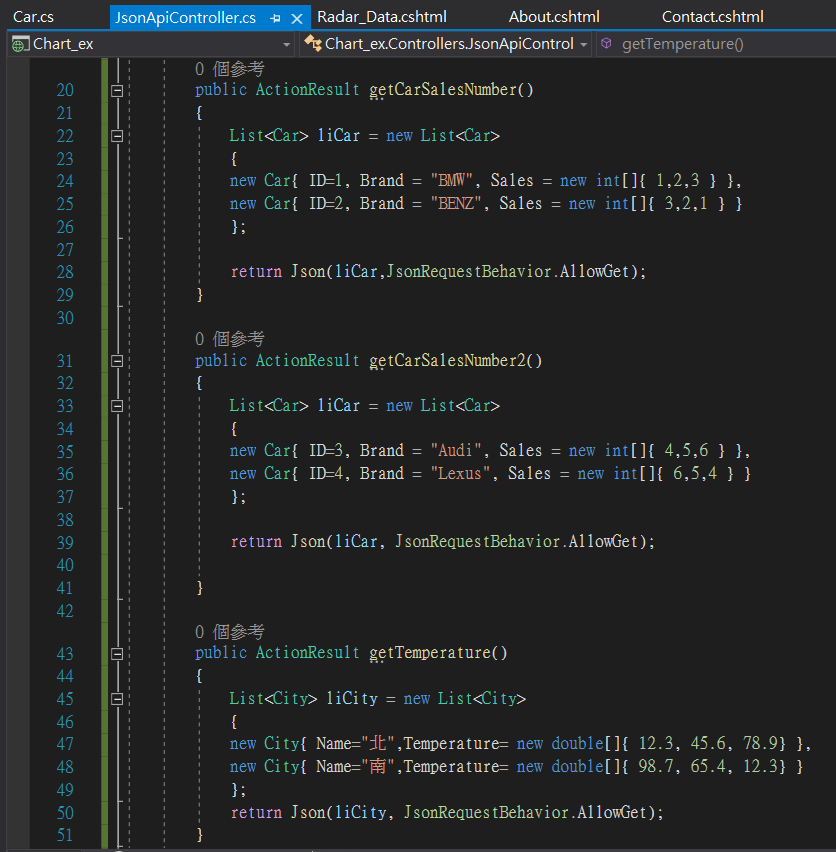 Car.cs JsonApiController.cs Radar_Data.cshtml About.cshtml Contact.cshtml
Chart_ex Chart_ex.Controllers.JsonApiControl getTemperature()
0 個參考
20 public ActionResult getCarSalesNumber()
21 {
22 List<Car> liCar = new List<Car>
23 {
24 new Car{ ID=1, Brand = "BMW", Sales = new int[]{ 1,2,3 } },
25 new Car{ ID=2, Brand = "BENZ", Sales = new int[]{ 3,2,1 } }
26 };
27
28 return Json(liCar,JsonRequestBehavior.AllowGet);
29 }
30
0 個參考
31 public ActionResult getCarSalesNumber2()
32 {
33 List<Car> liCar = new List<Car>
34 {
35 new Car{ ID=3, Brand = "Audi", Sales = new int[]{ 4,5,6 } },
36 new Car{ ID=4, Brand = "Lexus", Sales = new int[]{ 6,5,4 } }
37 };
38
39 return Json(liCar, JsonRequestBehavior.AllowGet);
40
41 }
42
0 個參考
43 public ActionResult getTemperature()
44 {
45 List<City> liCity = new List<City>
46 {
47 new City{ Name="北",Temperature= new double[]{ 12.3, 45.6, 78.9} },
48 new City{ Name="南",Temperature= new double[]{ 98.7, 65.4, 12.3} }
49 };
50 return Json(liCity, JsonRequestBehavior.AllowGet);
51 }